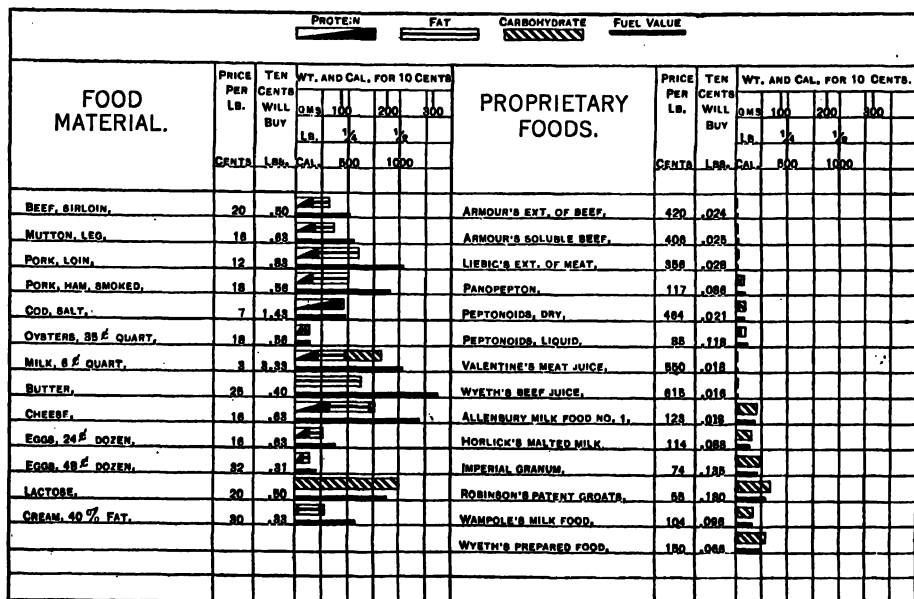 PROTEIN FAT CARBOHYDRATE FUEL VALUE
FOOD MATERIAL.
PRICE PER LB. CENTS
TEN CENTS WILL BUY LBS.
WT. AND CAL. FOR 10 CENTS
GMS 100 200 300
LB. 1/4 1/2
CAL. 500 1000
BEEF, SIRLOIN, 20 .50
MUTTON, LEG, 16 .63
PORK, LOIN, 12 .83
PORK, HAM, SMOKED, 18 .56
COD, SALT, 7 1.43
OYSTERS, 35 ¢ QUART, 18 .56
MILK, 6 ¢ QUART, 3 3.33
BUTTER, 25 .40
CHEESE, 16 .63
EGGS, 24 ¢ DOZEN, 16 .63
EGGS, 48 ¢ DOZEN, 32 .31
LACTOSE, 20 .50
CREAM, 40 % FAT. 30 .33
PROPRIETARY FOODS.
PRICE PER LB. CENTS
TEN CENTS WILL BUY LBS.
WT. AND CAL. FOR 10 CENTS.
GMS 100 200 300
LB. 1/4 1/2
CAL. 500 1000
ARMOUR'S EXT. OF BEEF, 420 .024
ARMOUR'S SOLUBLE BEEF, 406 .025
LIEBIG'S EXT. OF MEAT, 356 .028
PANOPEPTON, 117 .086
PEPTONOIDS, DRY, 464 .021
PEPTONOIDS, LIQUID, 85 .118
VALENTINE'S MEAT JUICE, 550 .018
WYETH'S BEEF JUICE, 615 .016
ALLENBURY MILK FOOD NO. 1, 123
HORLICK'S MALTED MILK, 114 .088
IMPERIAL GRANUM, 74 .135
ROBINSON'S PATENT GROATS, 55 .180
WAMPOLE'S MILK FOOD, 104 .096
WYETH'S PREPARED FOOD, 150 .066